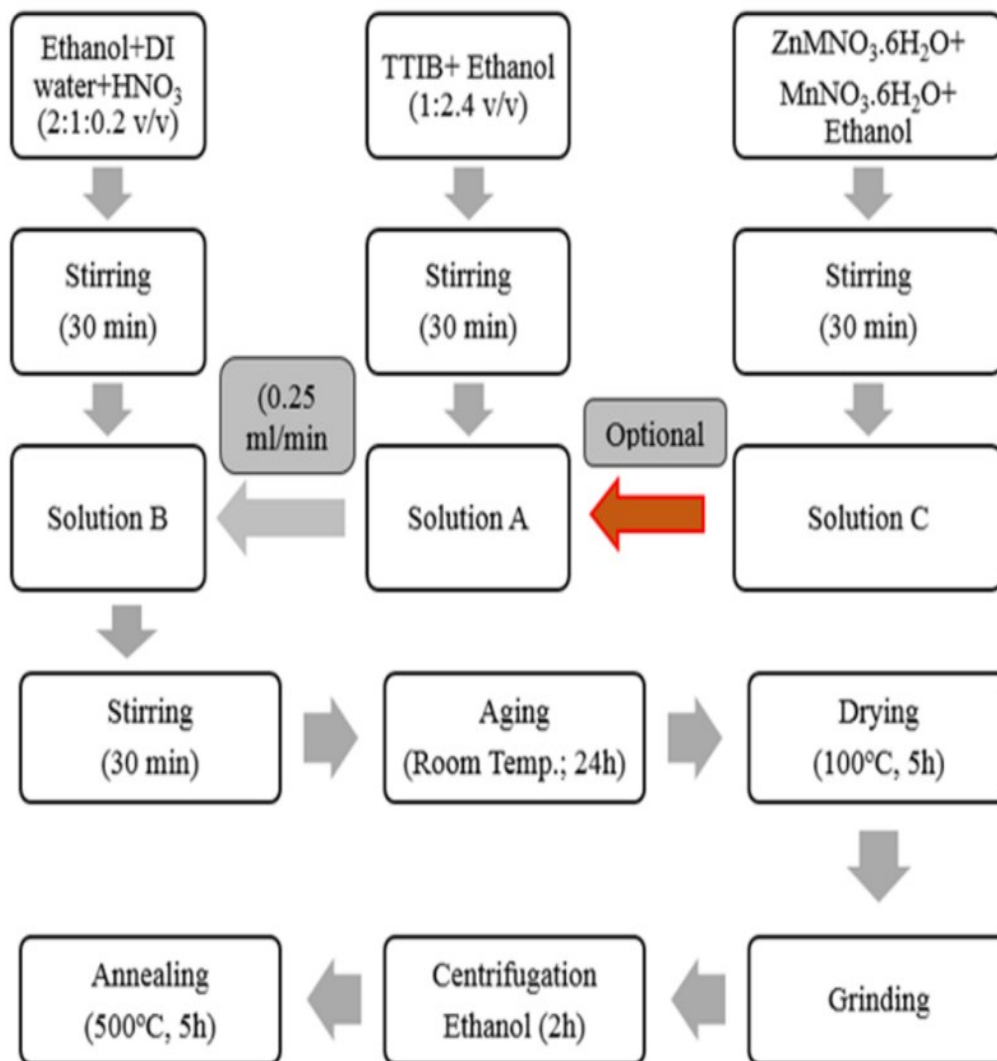 Ethanol+DI
water+HNO₃
(2:1:0.2 v/v)
TTIB+ Ethanol
(1:2.4 v/v)
ZnMNO₃.6H₂O+
MnNO₃.6H₂O+
Ethanol
Stirring
(30 min)
Stirring
(30 min)
Stirring
(30 min)
(0.25
ml/min
Optional
Solution B
Solution A
Solution C
Stirring
(30 min)
Aging
(Room Temp.; 24h)
Drying
(100°C, 5h)
Annealing
(500°C, 5h)
Centrifugation
Ethanol (2h)
Grinding